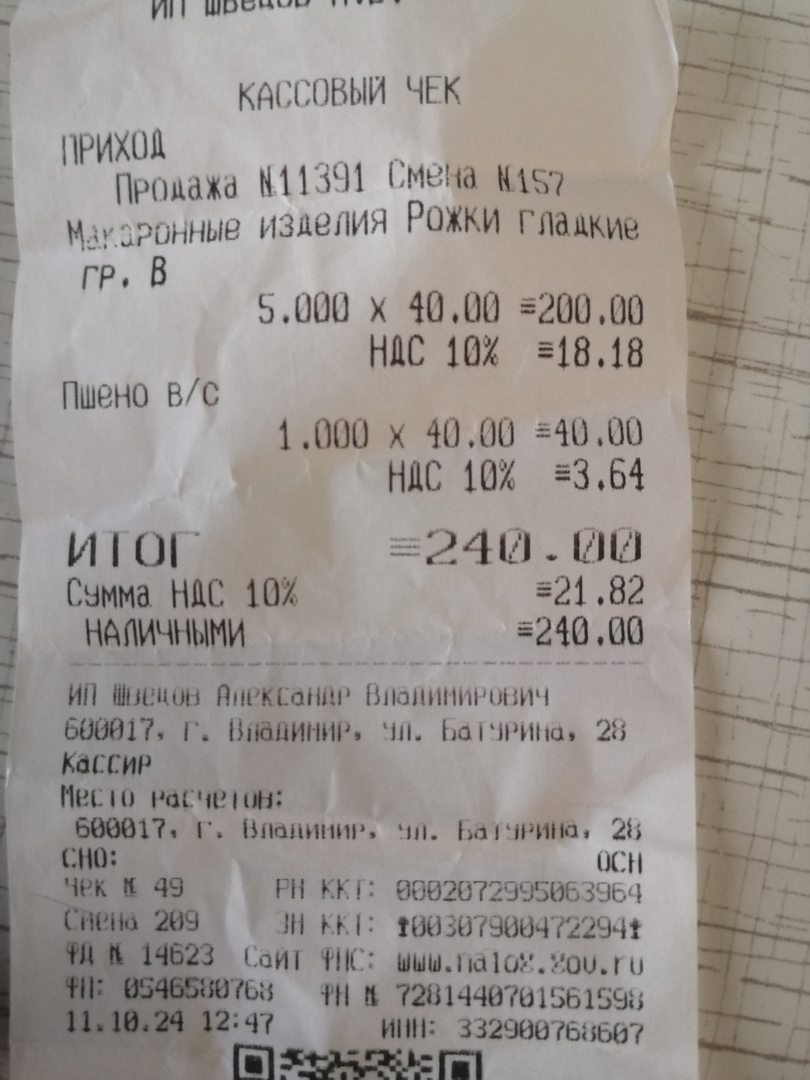 ИП Швецов
КАССОВЫЙ ЧЕК
ПРИХОД
Продажа №11391 Смена №157
Макаронные изделия Рожки гладкие
гр. В
5.000 x 40.00 ≡200.00
НДС 10% ≡18.18
Пшено в/с
1.000 x 40.00 ≡40.00
НДС 10% ≡3.64
ИТОГ ≡240.00
Сумма НДС 10% ≡21.82
НАЛИЧНЫМИ ≡240.00
ИП Швецов Александр Владимирович
600017, г. Владимир, ул. Батурина, 28
Кассир
Место расчетов:
600017, г. Владимир, ул. Батурина, 28
СНО: ОСН
Чек № 49 РН ККТ: 0002072995063964
Смена 209 ЗН ККТ: 00307900472294
ФД № 14623 Сайт ФНС: www.nalog.gov.ru
ФП: 0546580768 ФН № 7281440701561598
11.10.24 12:47 ИНН: 332900768607